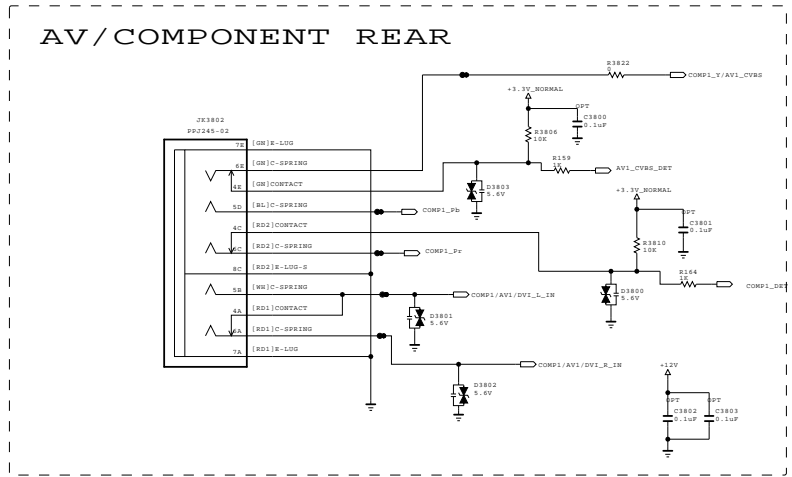 AV/COMPONENT REAR
R3822
0
COMP1_Y/AV1_CVBS
+3.3V_NORMAL
OPT
C3800
0.1uF
JK3802
PPJ245-02
R3806
10K
7E [GN]E-LUG
6E [GN]C-SPRING
R159
1K
AV1_CVBS_DET
4E [GN]CONTACT
D3803
5.6V
+3.3V_NORMAL
5D [BL]C-SPRING
COMP1_Pb
OPT
C3801
0.1uF
4C [RD2]CONTACT
R3810
10K
6C [RD2]C-SPRING
COMP1_Pr
8C [RD2]E-LUG-S
R164
1K
COMP1_DET
5B [WH]C-SPRING
COMP1/AV1/DVI_L_IN
D3800
5.6V
4A [RD1]CONTACT
D3801
5.6V
6A [RD1]C-SPRING
7A [RD1]E-LUG
COMP1/AV1/DVI_R_IN
+12V
D3802
5.6V
OPT
OPT
C3802
0.1uF
C3803
0.1uF